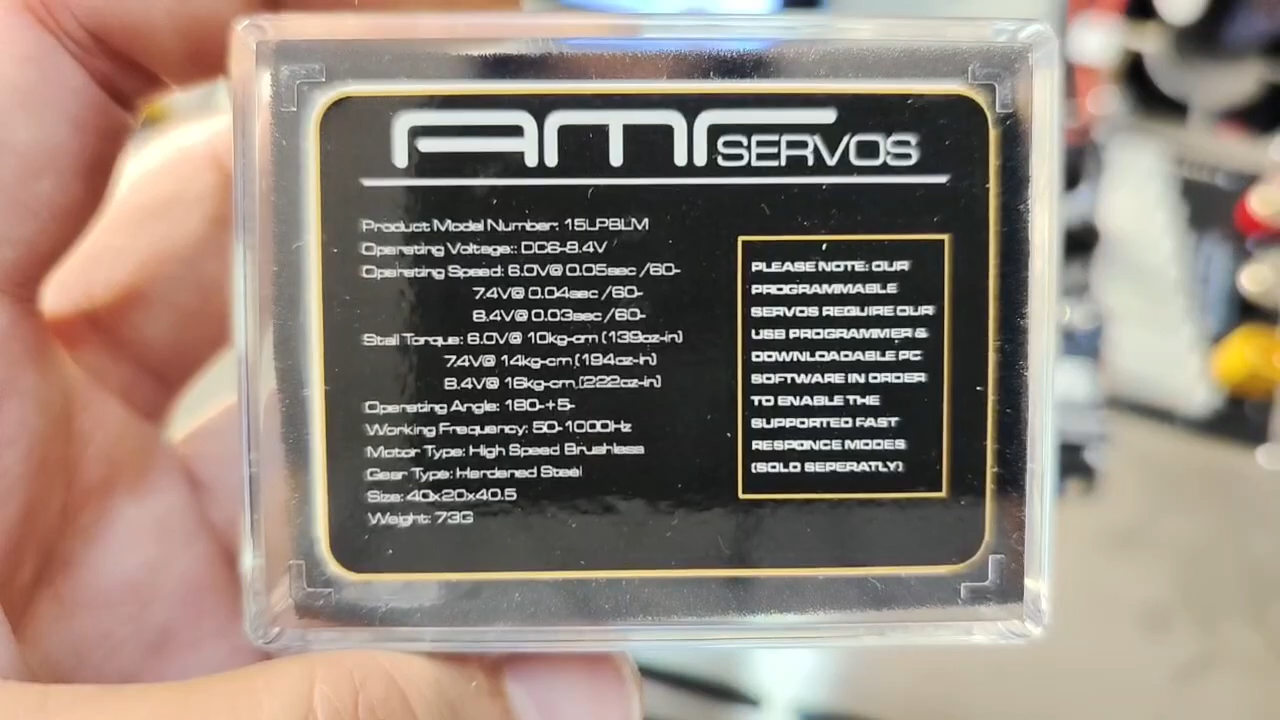 AMR SERVOS
Product Model Number: 15LPBLM
Operating Voltage:: DC6-8.4V
Operating Speed: 6.0V@ 0.05sec /60-
7.4V@ 0.04sec /60-
8.4V@ 0.03sec /60-
Stall Torque: 6.0V@ 10kg-cm (139oz-in)
7.4V@ 14kg-cm (194oz-in)
8.4V@ 16kg-cm (222oz-in)
Operating Angle: 180-+5-
Working Frequency: 50-1000Hz
Motor Type: High Speed Brushless
Gear Type: Hardened Steel
Size: 40x20x40.5
Weight: 73G
PLEASE NOTE: OUR
PROGRAMMABLE
SERVOS REQUIRE OUR
USB PROGRAMMER &
DOWNLOADABLE PC
SOFTWARE IN ORDER
TO ENABLE THE
SUPPORTED FAST
RESPONCE MODES
(SOLD SEPERATLY)